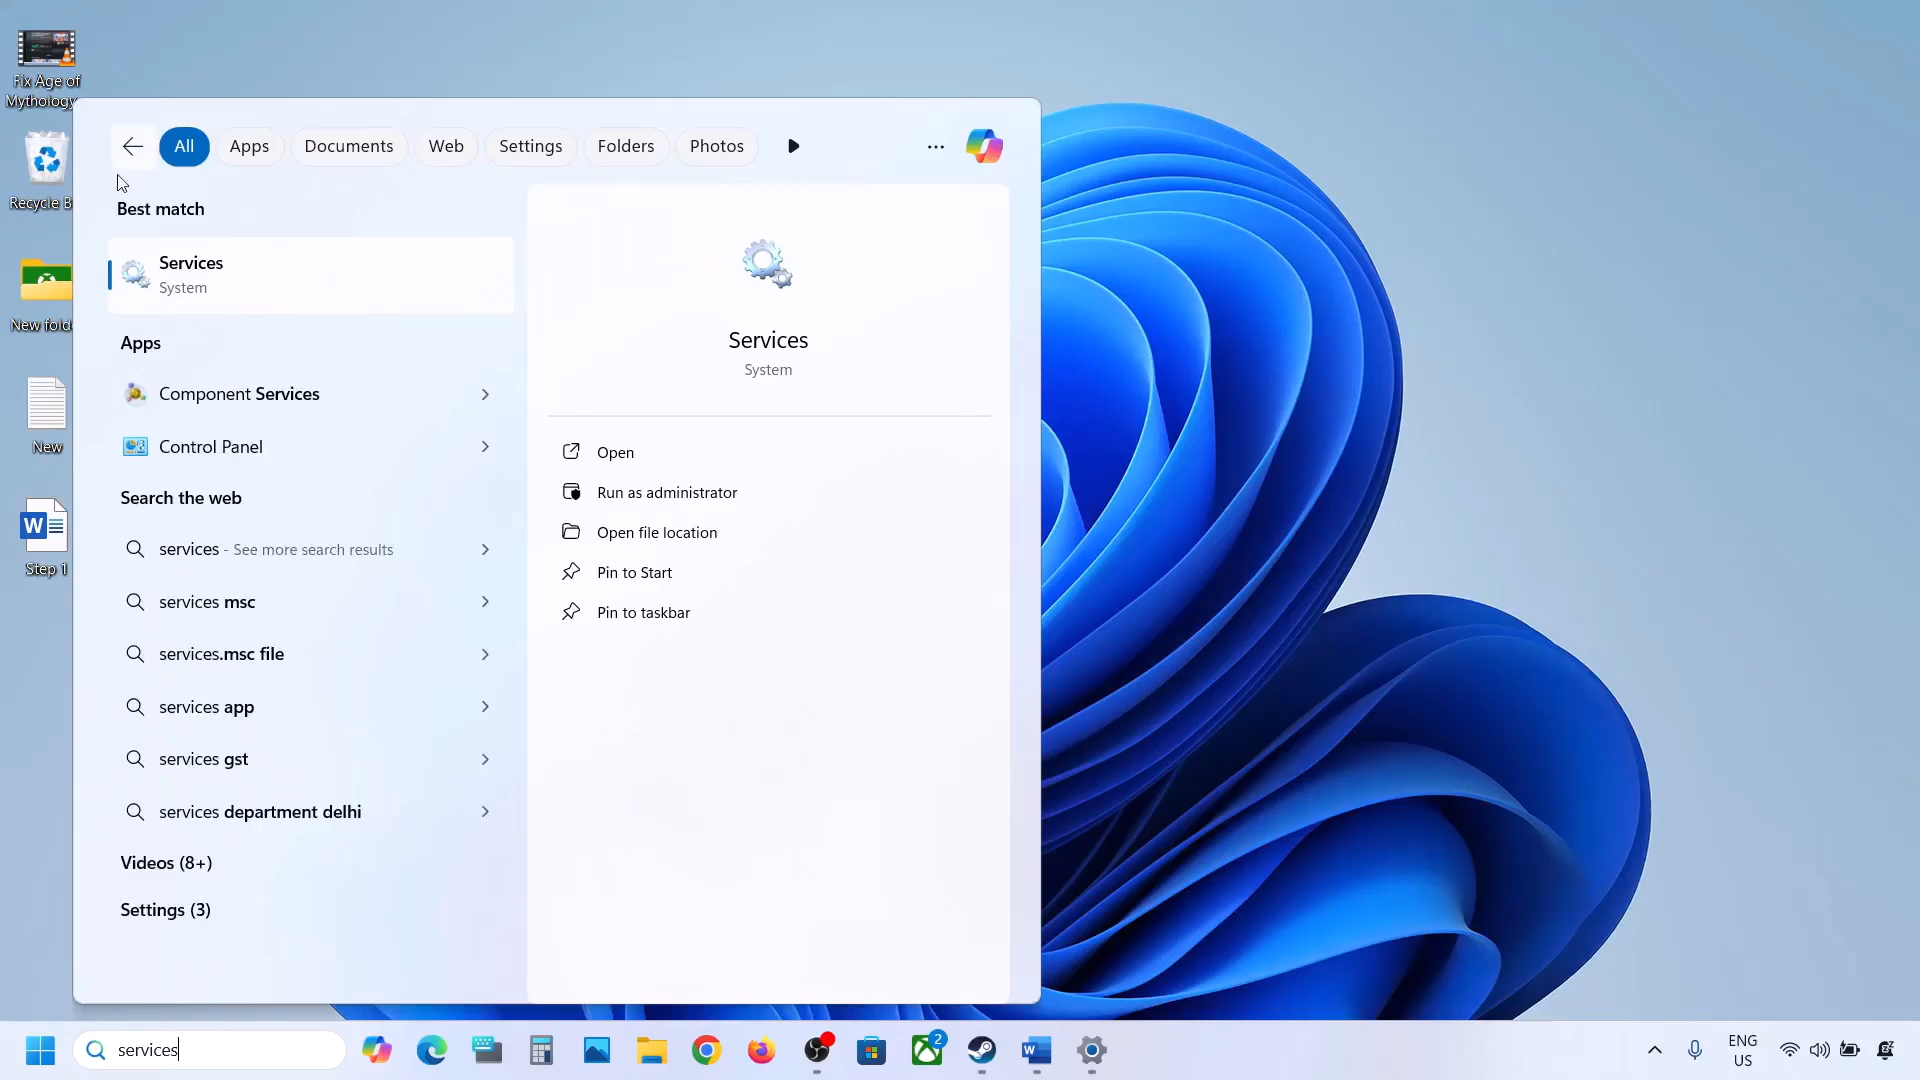 Fix Age of
Mythology
Recycle B
New fold
New
Step 1
All
Apps
Documents
Web
Settings
Folders
Photos
Best match
Services
System
Apps
Component Services
Control Panel
Search the web
services - See more search results
services msc
services.msc file
services app
services gst
services department delhi
Videos (8+)
Settings (3)
Services
System
Open
Run as administrator
Open file location
Pin to Start
Pin to taskbar
services
2
ENG
US